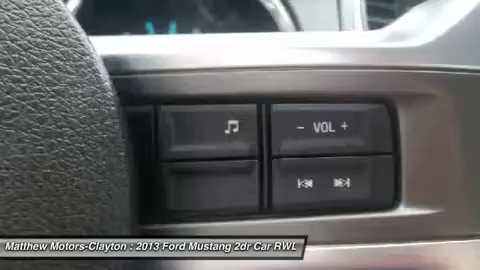 - VOL +
Matthew Motors-Clayton : 2013 Ford Mustang 2dr Car RWL